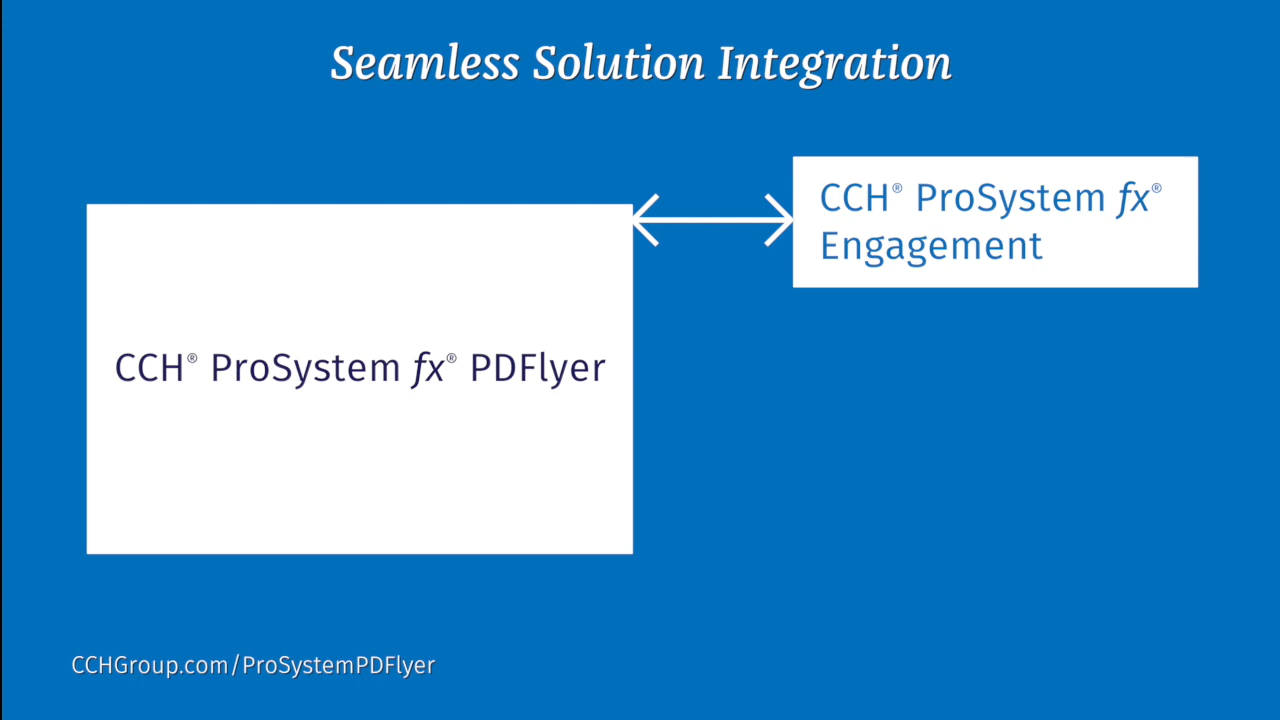 Seamless Solution Integration
CCH® ProSystem fx®
Engagement
CCH® ProSystem fx® PDFlyer
CCHGroup.com/ProSystemPDFlyer